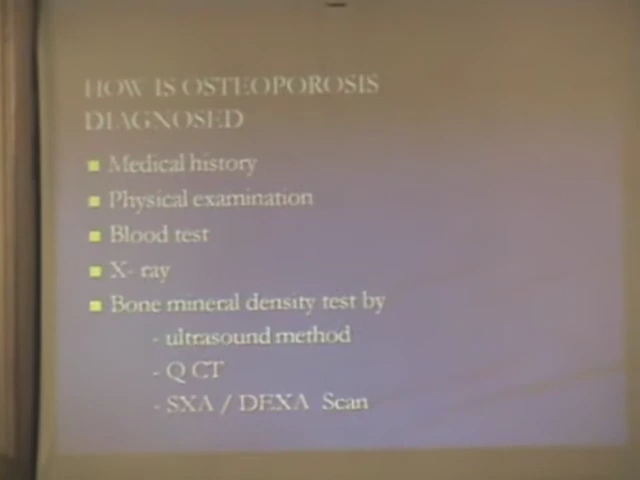 HOW IS OSTEOPOROSIS
DIAGNOSED
Medical history
Physical examination
Blood test
X- ray
Bone mineral density test by
- ultrasound method
- Q CT
- SXA / DEXA Scan